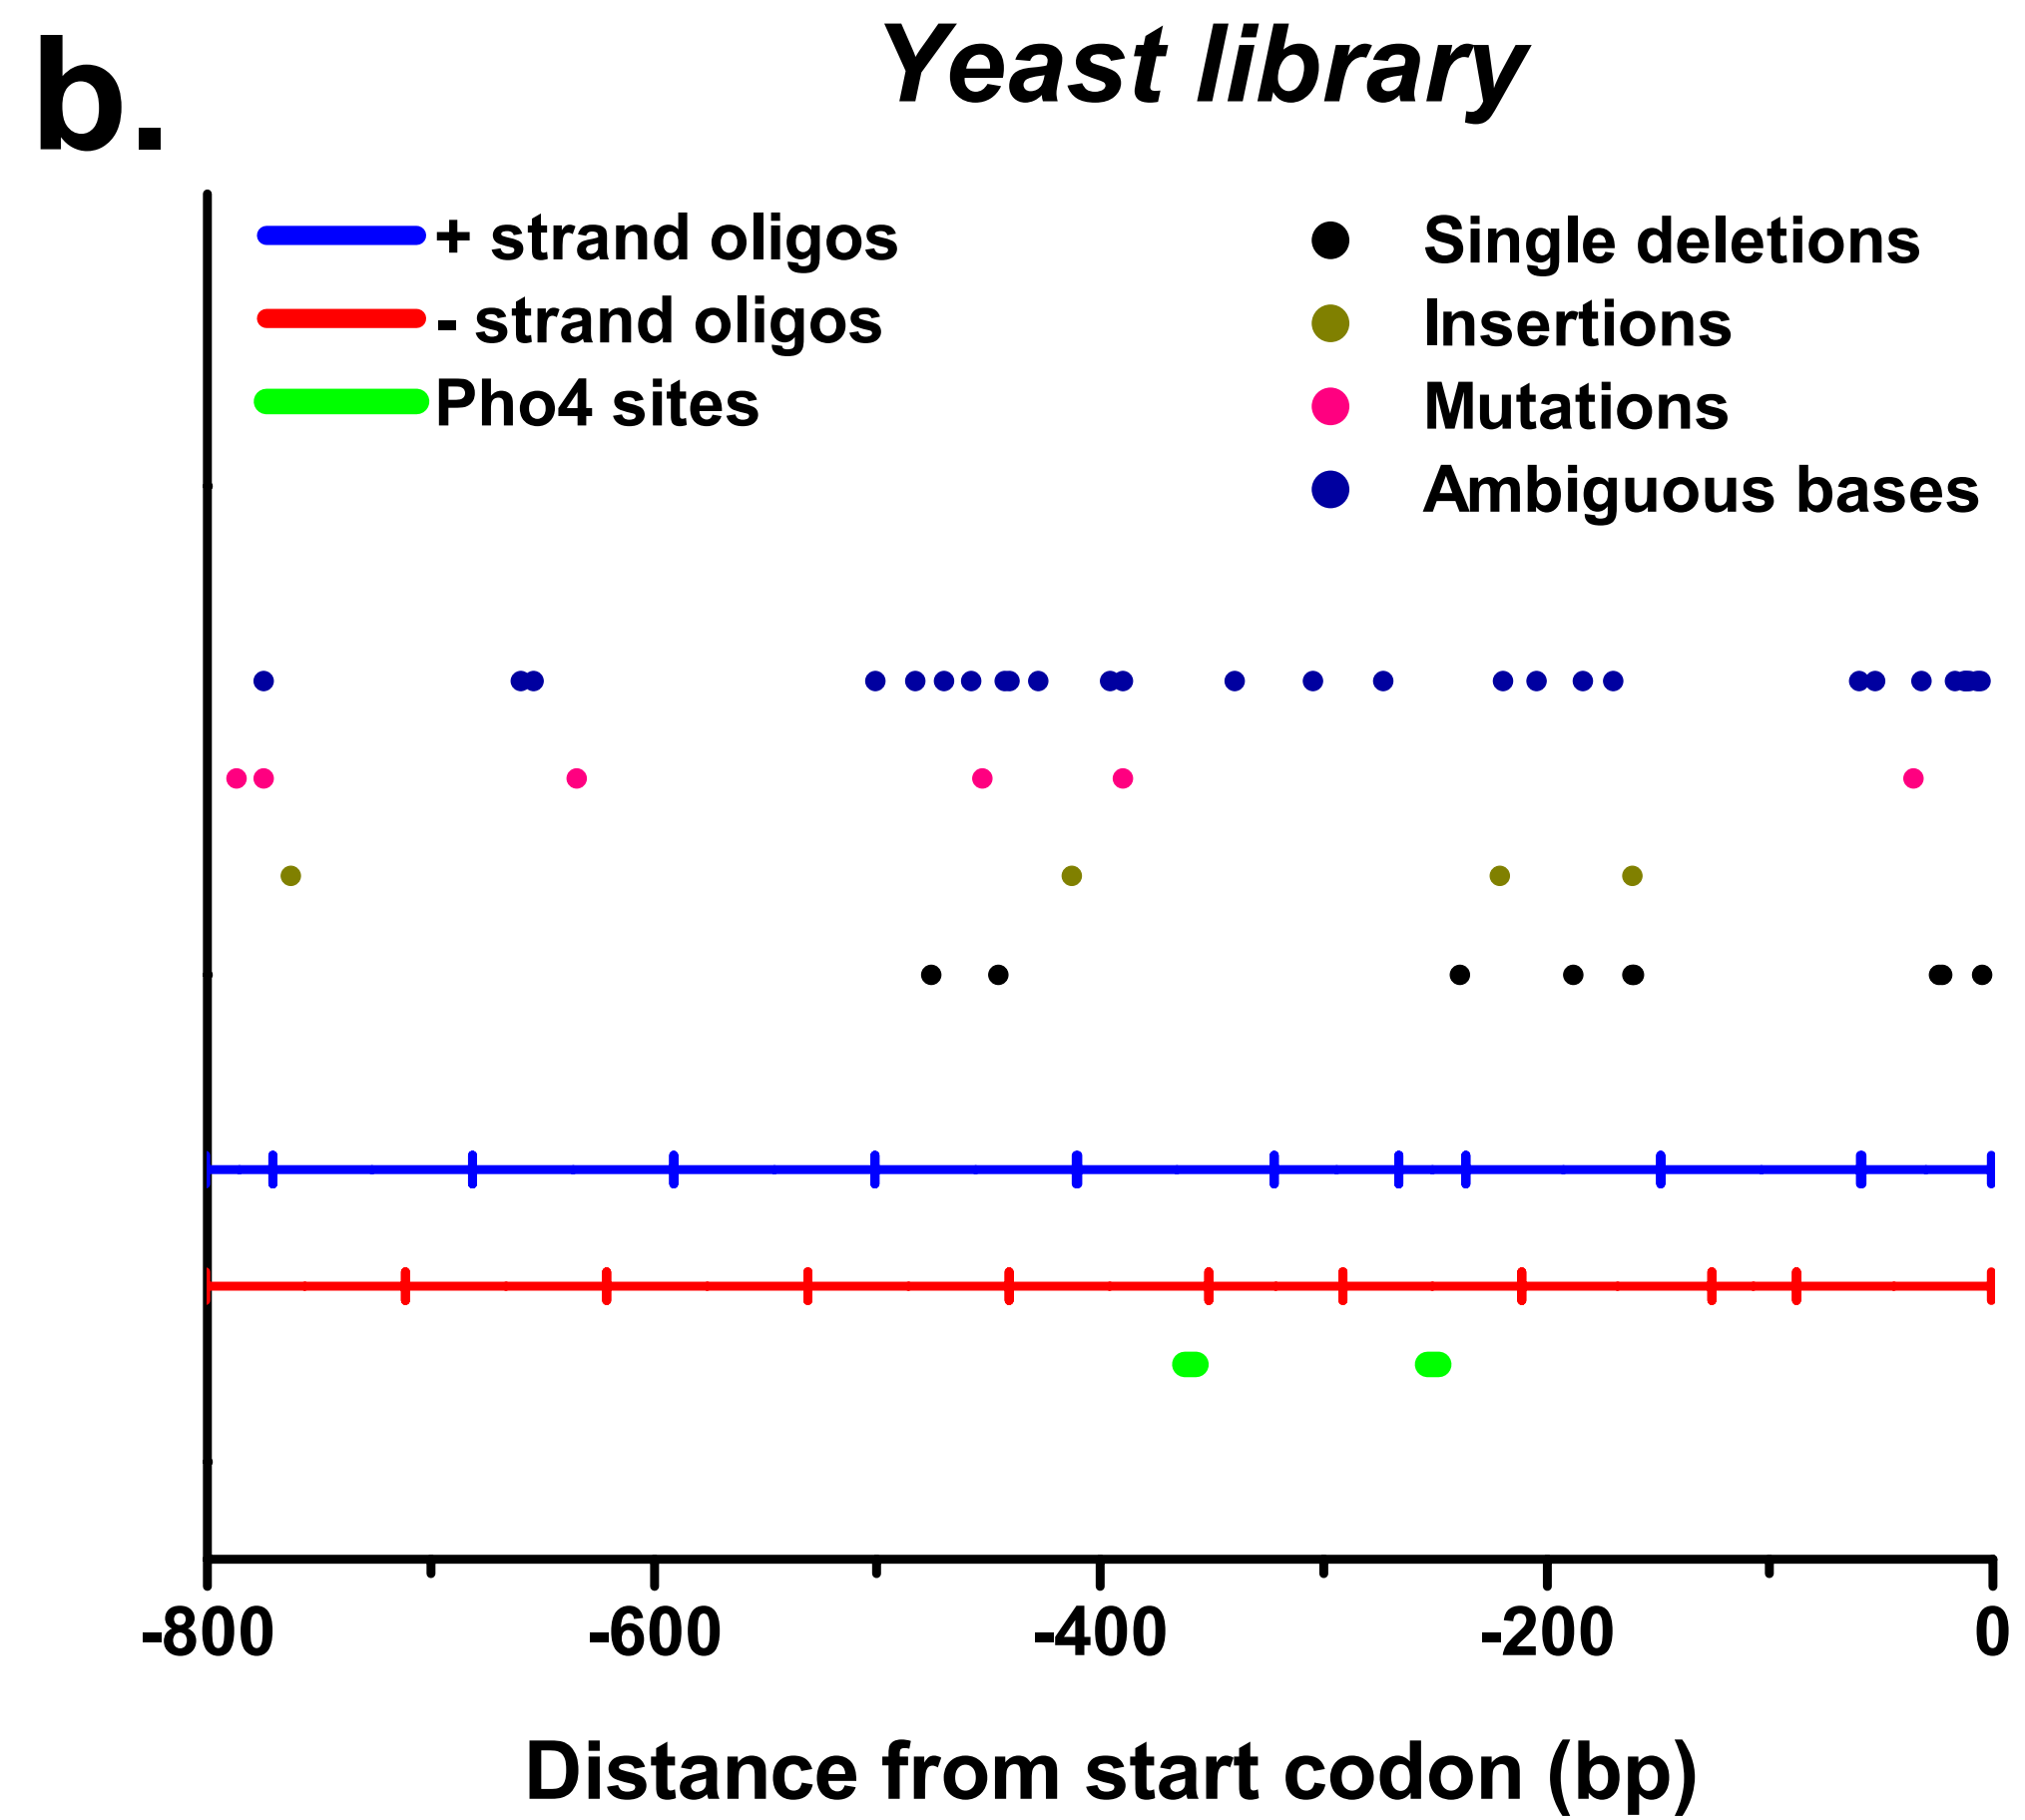 b.
Yeast library
+ strand oligos
- strand oligos
Pho4 sites
Single deletions
Insertions
Mutations
Ambiguous bases
-800 -600 -400 -200 0
Distance from start codon (bp)